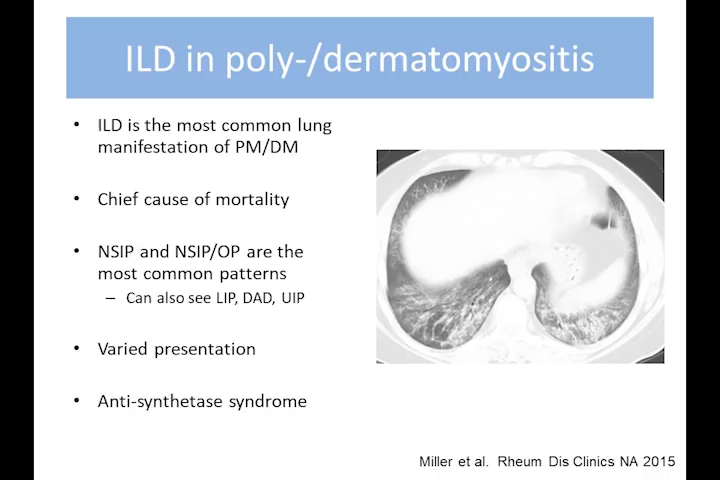 ILD in poly-/dermatomyositis
• ILD is the most common lung
manifestation of PM/DM
• Chief cause of mortality
• NSIP and NSIP/OP are the
most common patterns
– Can also see LIP, DAD, UIP
• Varied presentation
• Anti-synthetase syndrome
Miller et al. Rheum Dis Clinics NA 2015